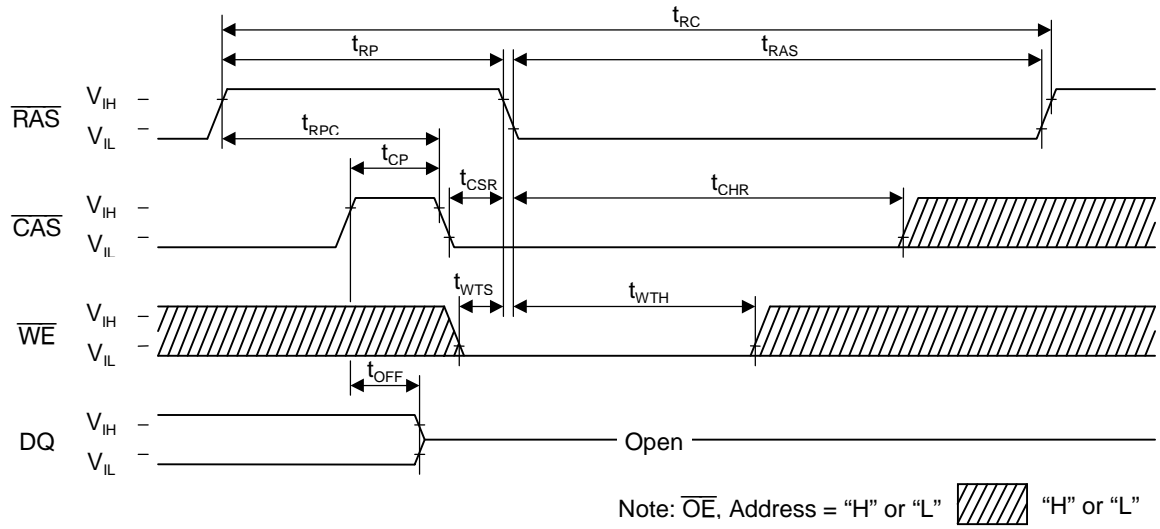 tRC
tRP tRAS
RAS VIH
VIL
tRPC
tCP
tCSR tCHR
CAS VIH
VIL
tWTS tWTH
WE VIH
VIL
tOFF
DQ VIH
VIL
Open
Note: OE, Address = “H” or “L” “H” or “L”